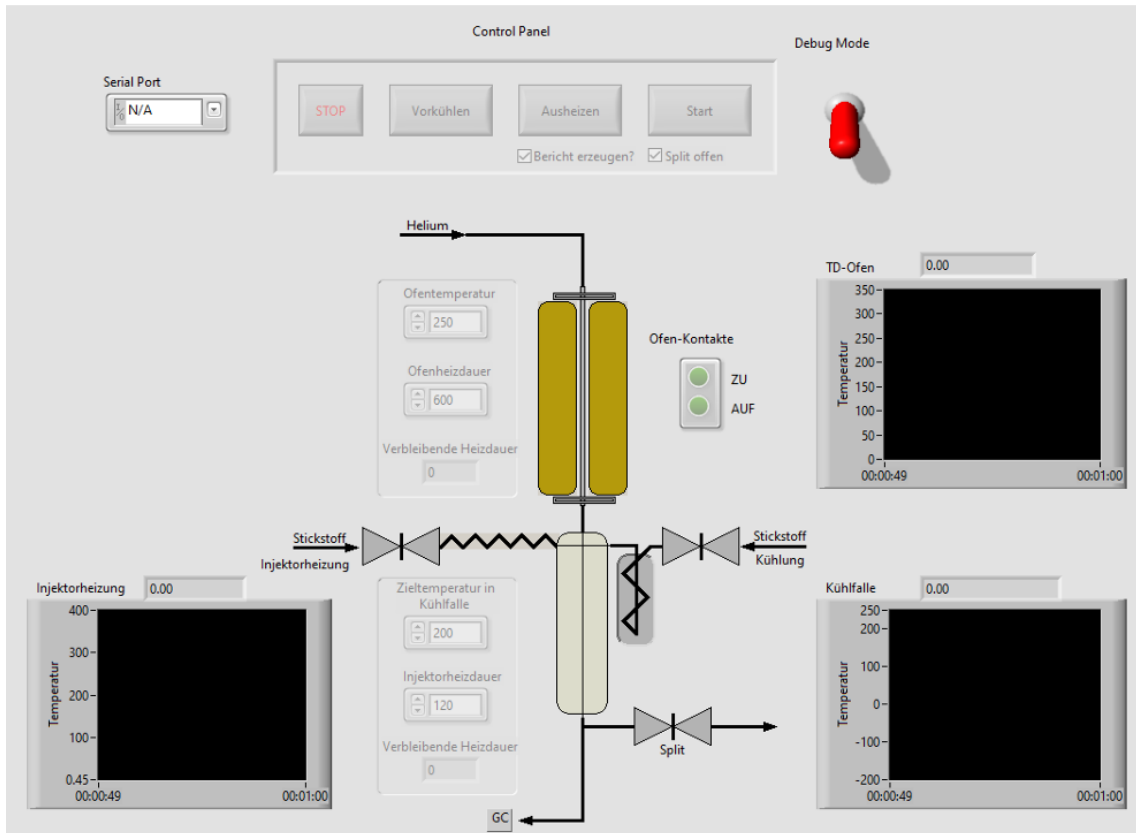 Control Panel
Debug Mode
Serial Port
I/O N/A
STOP
Vorkühlen
Ausheizen
Start
Bericht erzeugen?
Split offen
Helium
Ofentemperatur
250
Ofenheizdauer
600
Verbleibende Heizdauer
0
Ofen-Kontakte
ZU
AUF
TD-Ofen
0.00
Temperatur
350
300
250
200
150
100
50
0
00:00:49
00:01:00
Stickstoff
Injektorheizung
Stickstoff
Kühlung
Injektorheizung
0.00
Temperatur
400
300
200
100
0.45
00:00:49
00:01:00
Zieltemperatur in
Kühlfalle
200
Injektorheizdauer
120
Verbleibende Heizdauer
0
Split
GC
Kühlfalle
0.00
Temperatur
250
200
100
0
-100
-200
00:00:49
00:01:00